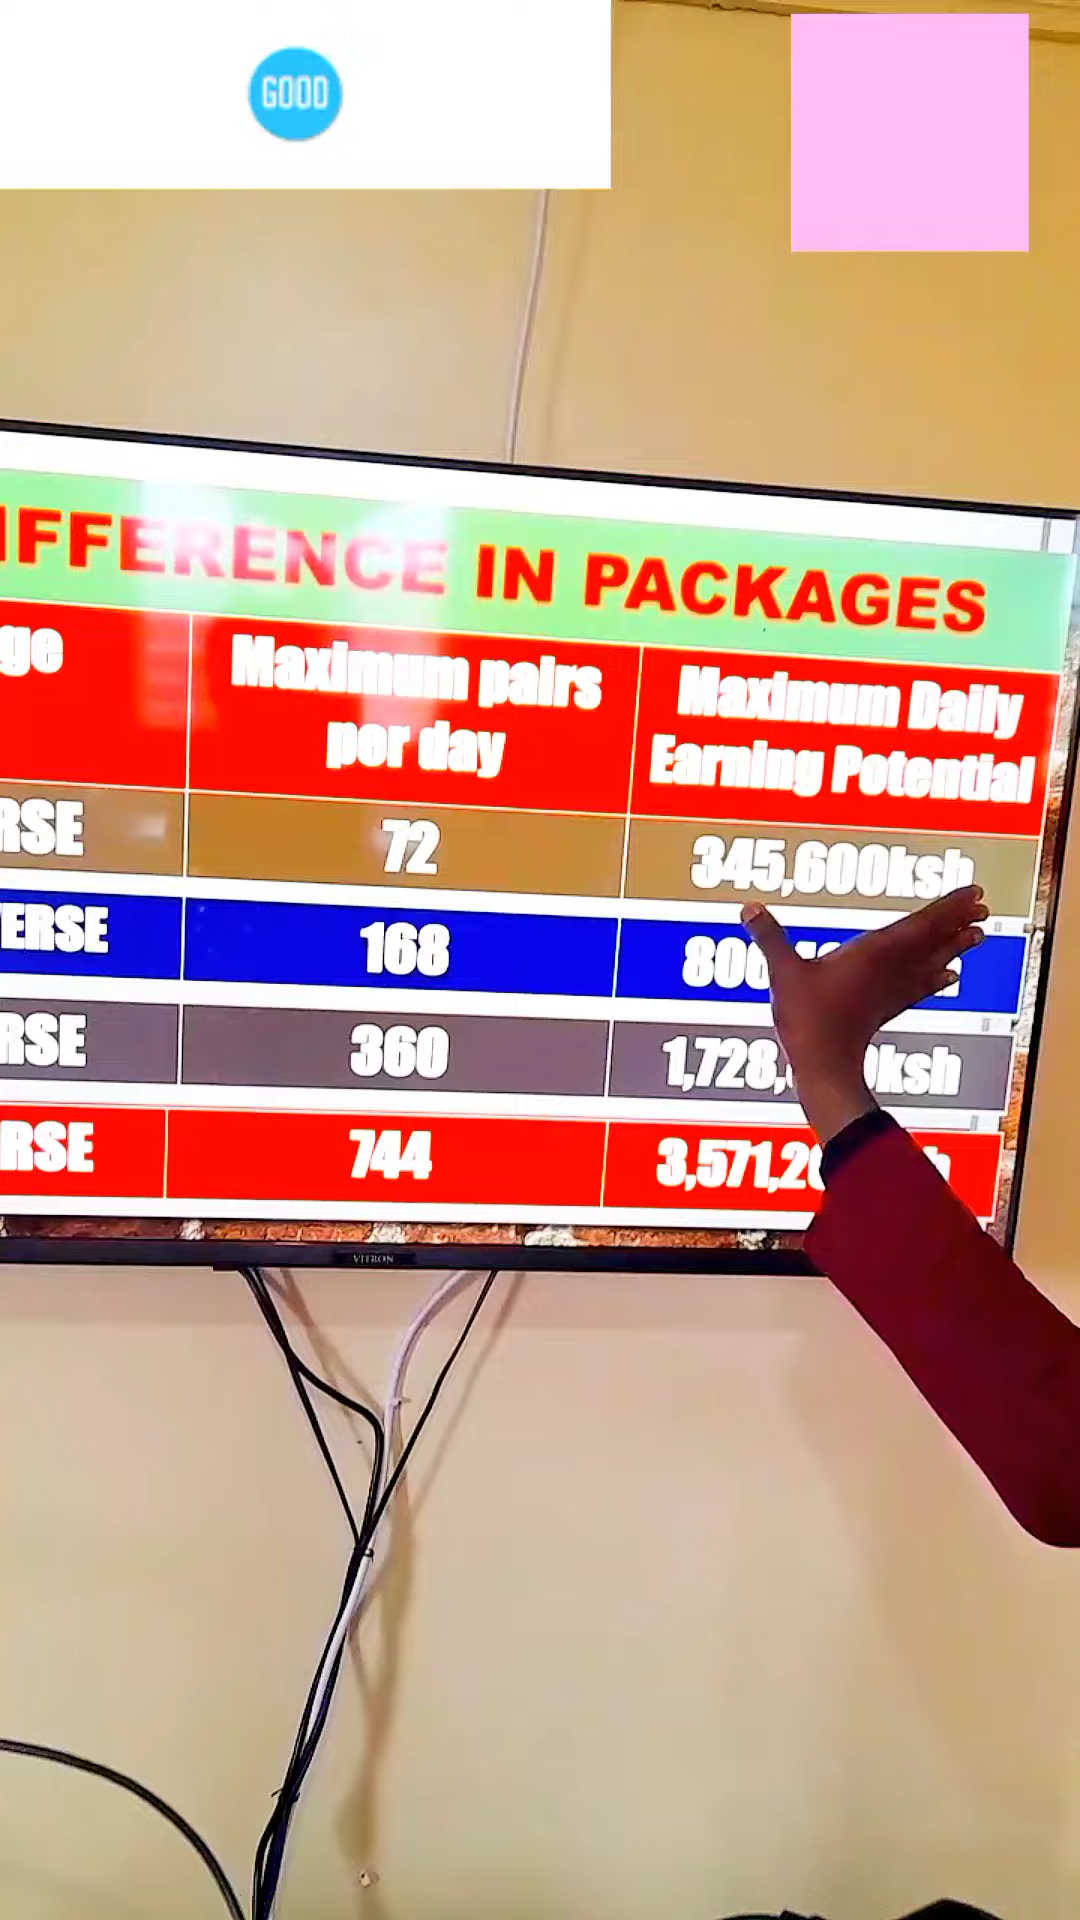 GOOD
IFFERENCE IN PACKAGES
ge
Maximum pairs
per day
Maximum Daily
Earning Potential
RSE 72 345,600ksh
ERSE 168
RSE 360 ksh
RSE 744
VITRON